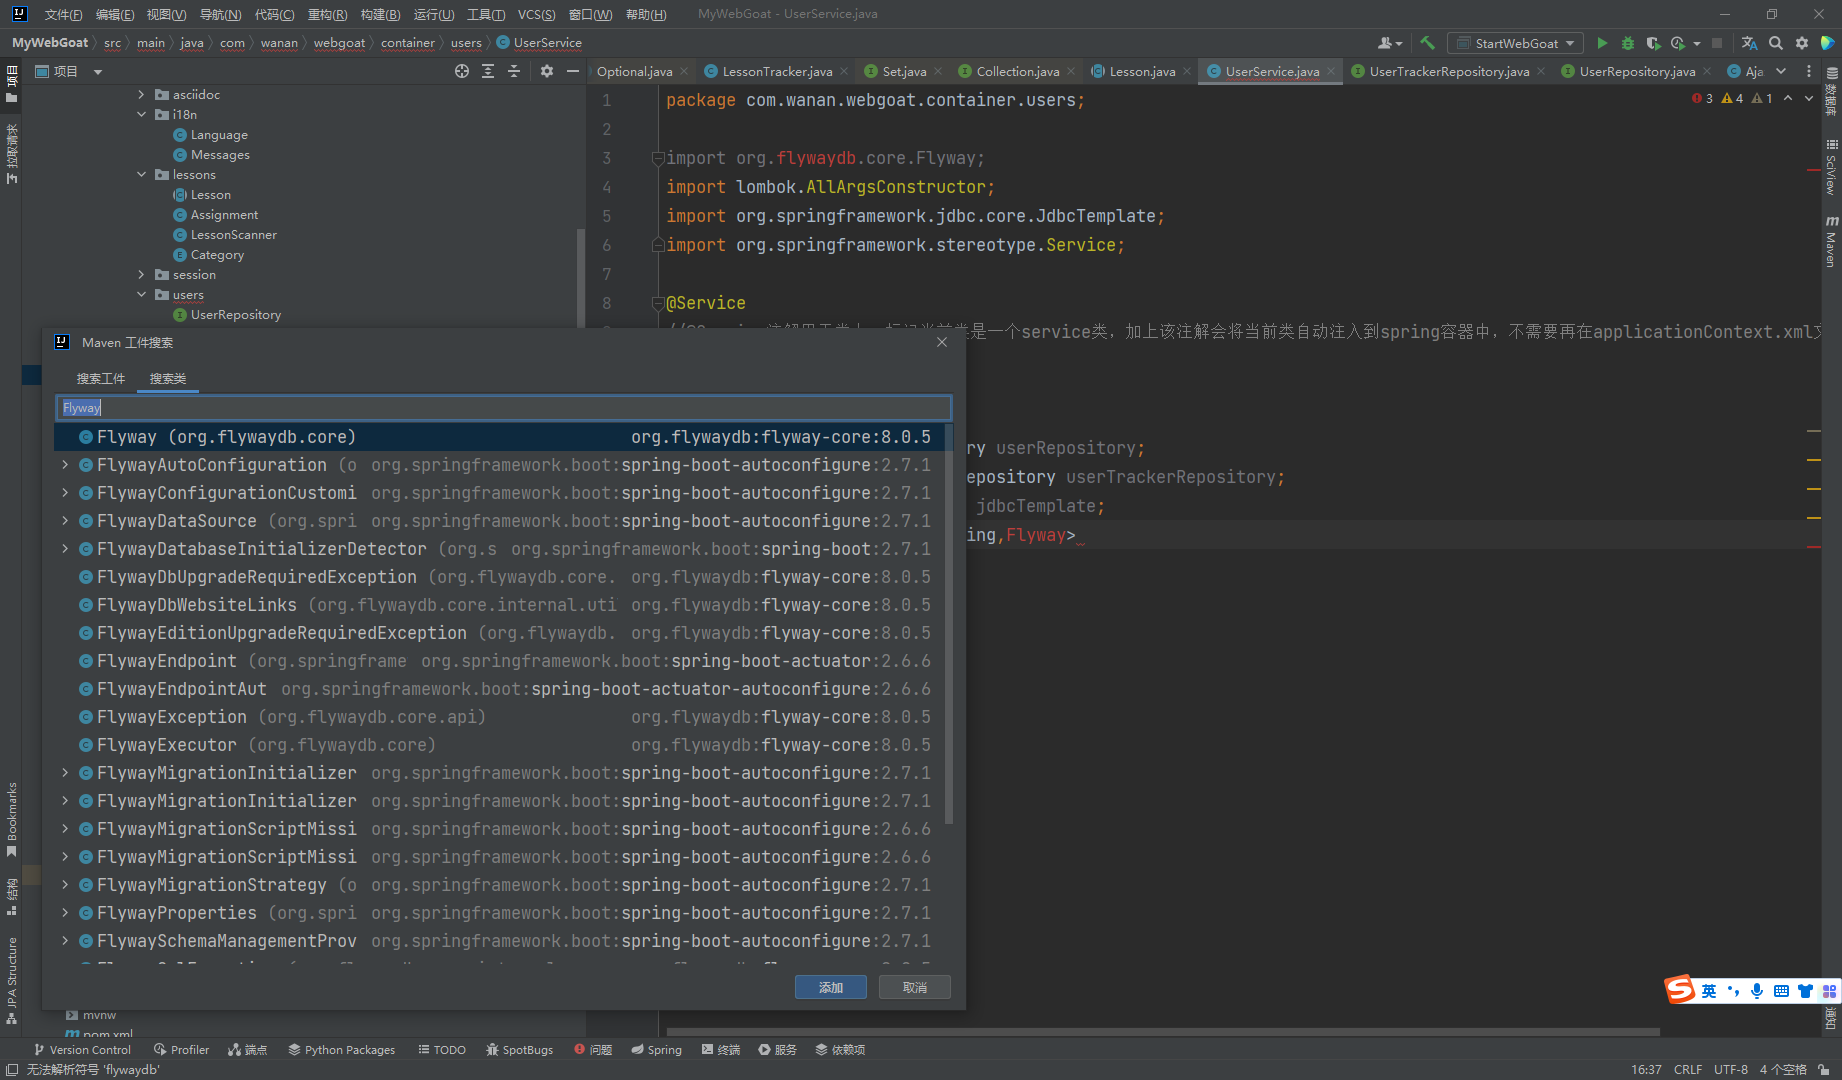 文件(F) 编辑(E) 视图(V) 导航(N) 代码(C) 重构(R) 构建(B) 运行(U) 工具(T) VCS(S) 窗口(W) 帮助(H) MyWebGoat - UserService.java
MyWebGoat src main java com wanan webgoat container users UserService StartWebGoat
项目 Optional.java LessonTracker.java Set.java Collection.java Lesson.java UserService.java UserTrackerRepository.java UserRepository.java Aja
项目
拉取请求
Bookmarks
结构
JPA Structure
数据库
SciView
Maven
asciidoc
i18n
Language
Messages
lessons
Lesson
Assignment
LessonScanner
Category
session
users
UserRepository
mvnw
pom.xml
3 4 1
1 package com.wanan.webgoat.container.users;
2
3 import org.flywaydb.core.Flyway;
4 import lombok.AllArgsConstructor;
5 import org.springframework.jdbc.core.JdbcTemplate;
6 import org.springframework.stereotype.Service;
7
8 @Service
是一个service类，加上该注解会将当前类自动注入到spring容器中，不需要再在applicationContext.xml
ry userRepository;
epository userTrackerRepository;
jdbcTemplate;
ing,Flyway>
Maven 工件搜索
搜索工件 搜索类
Flyway
Flyway (org.flywaydb.core) org.flywaydb:flyway-core:8.0.5
FlywayAutoConfiguration (o org.springframework.boot:spring-boot-autoconfigure:2.7.1
FlywayConfigurationCustomi org.springframework.boot:spring-boot-autoconfigure:2.7.1
FlywayDataSource (org.spri org.springframework.boot:spring-boot-autoconfigure:2.7.1
FlywayDatabaseInitializerDetector (org.s org.springframework.boot:spring-boot:2.7.1
FlywayDbUpgradeRequiredException (org.flywaydb.core. org.flywaydb:flyway-core:8.0.5
FlywayDbWebsiteLinks (org.flywaydb.core.internal.uti org.flywaydb:flyway-core:8.0.5
FlywayEditionUpgradeRequiredException (org.flywaydb. org.flywaydb:flyway-core:8.0.5
FlywayEndpoint (org.springframe org.springframework.boot:spring-boot-actuator:2.6.6
FlywayEndpointAut org.springframework.boot:spring-boot-actuator-autoconfigure:2.6.6
FlywayException (org.flywaydb.core.api) org.flywaydb:flyway-core:8.0.5
FlywayExecutor (org.flywaydb.core) org.flywaydb:flyway-core:8.0.5
FlywayMigrationInitializer org.springframework.boot:spring-boot-autoconfigure:2.7.1
FlywayMigrationInitializer org.springframework.boot:spring-boot-autoconfigure:2.7.1
FlywayMigrationScriptMissi org.springframework.boot:spring-boot-autoconfigure:2.6.6
FlywayMigrationScriptMissi org.springframework.boot:spring-boot-autoconfigure:2.6.6
FlywayMigrationStrategy (o org.springframework.boot:spring-boot-autoconfigure:2.7.1
FlywayProperties (org.spri org.springframework.boot:spring-boot-autoconfigure:2.7.1
FlywaySchemaManagementProv org.springframework.boot:spring-boot-autoconfigure:2.7.1
添加 取消
英
Version Control Profiler 端点 Python Packages TODO SpotBugs 问题 Spring 终端 服务 依赖项
无法解析符号 'flywaydb' 16:37 CRLF UTF-8 4 个空格